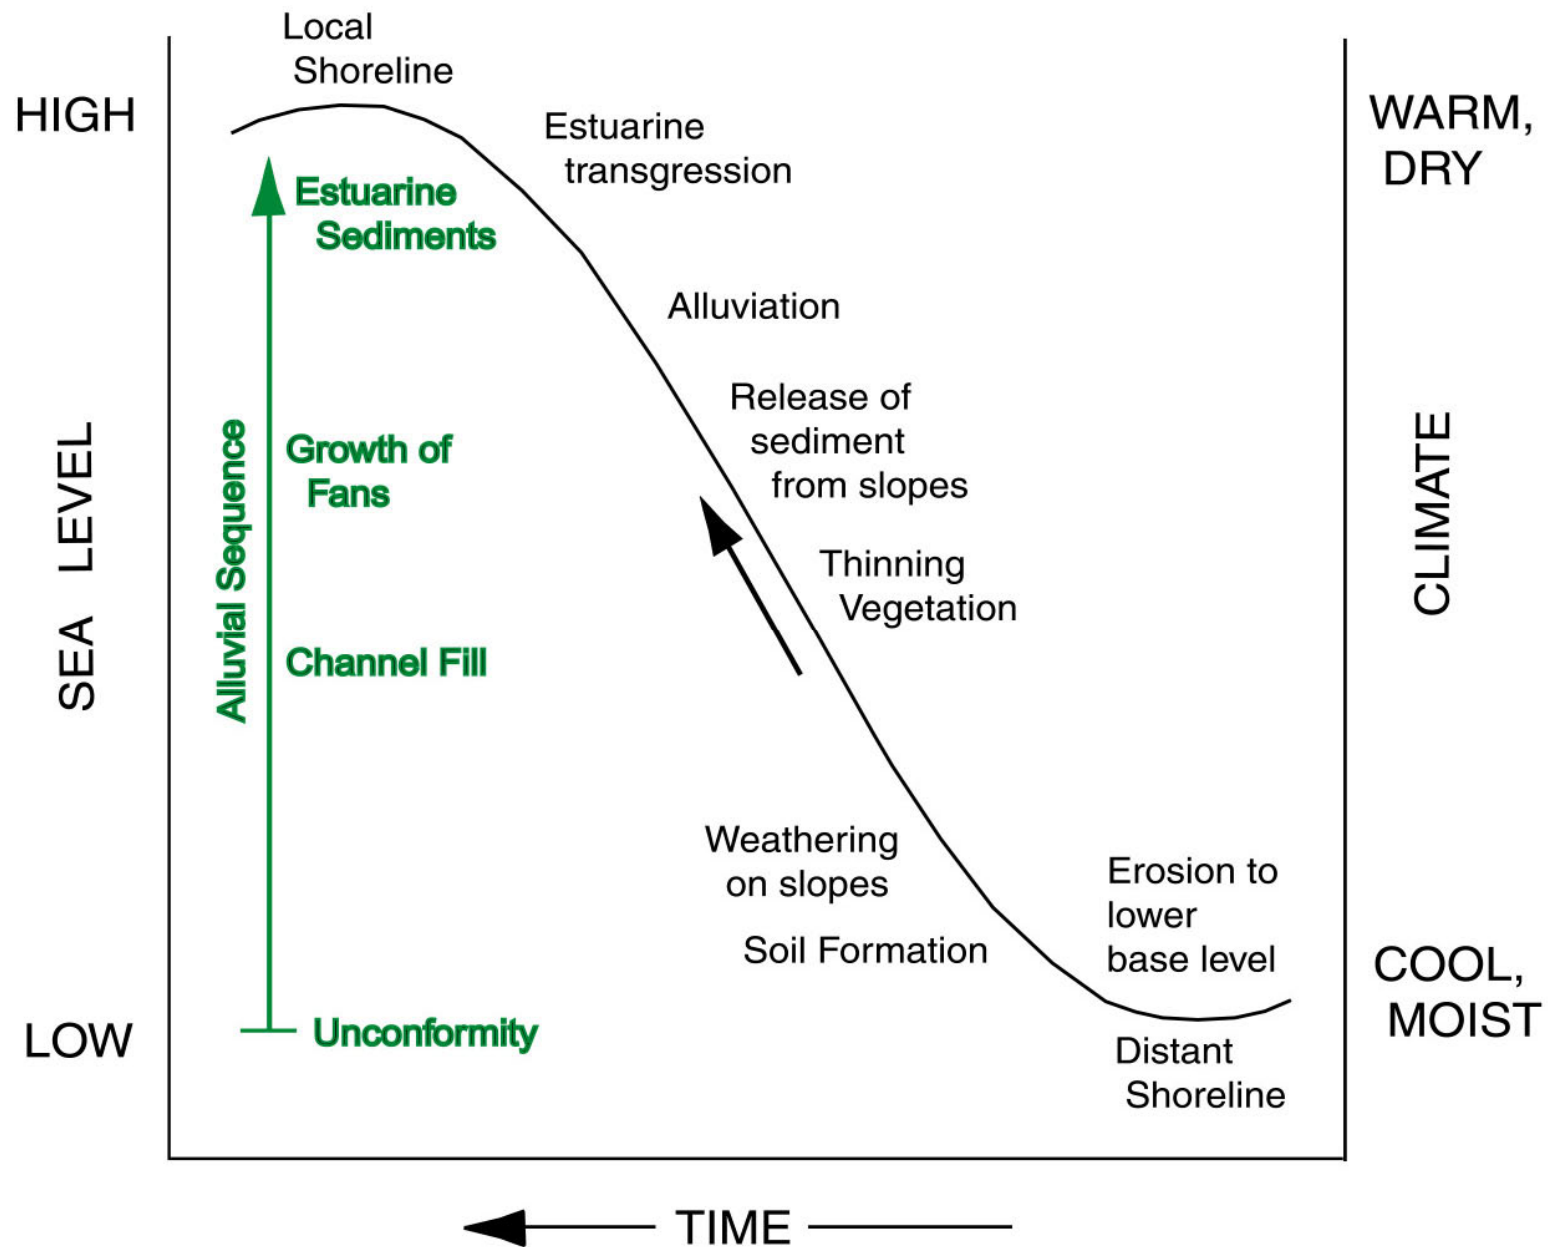 Local
Shoreline
HIGH
WARM,
DRY
Estuarine
transgression
Estuarine
Sediments
Alluviation
Release of
sediment
from slopes
SEA LEVEL
Alluvial Sequence
Growth of
Fans
CLIMATE
Thinning
Vegetation
Channel Fill
Weathering
on slopes
Soil Formation
Erosion to
lower
base level
COOL,
MOIST
LOW
Unconformity
Distant
Shoreline
TIME